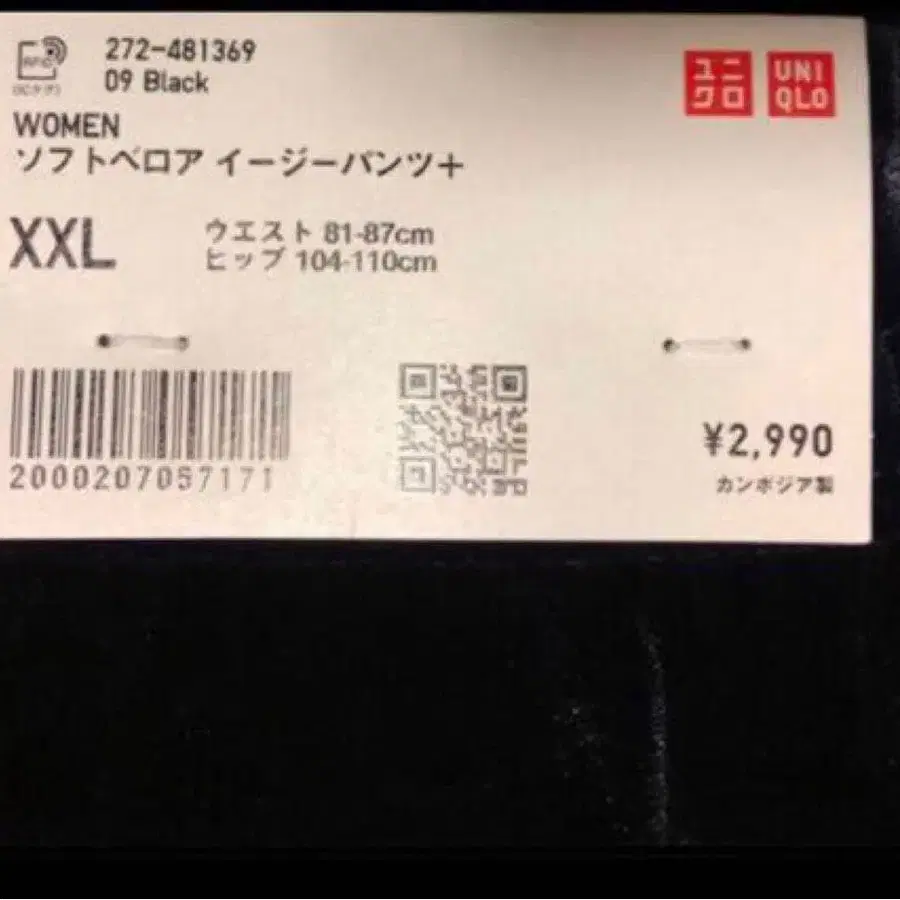 272-481369
09 Black
ユニ
クロ
UNI
QLO
WOMEN
ソフトベロア イージーパンツ+
XXL
ウエスト 81-87cm
ヒップ 104-110cm
2000207057171
¥2,990
カンボジア製